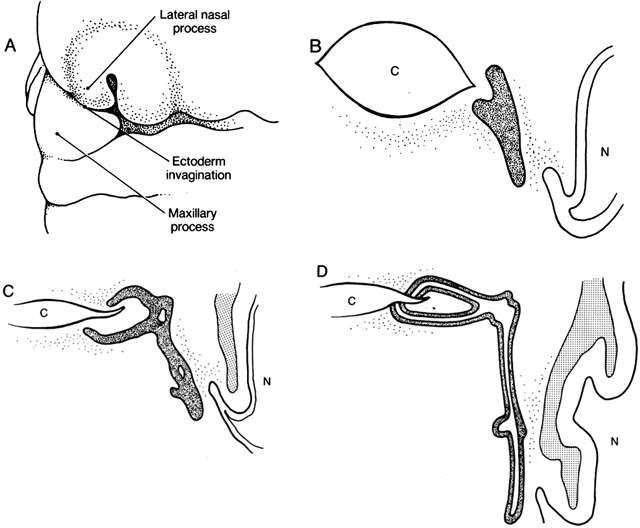 A
Lateral nasal
process
Ectoderm
invagination
Maxillary
process
B
C
N
C
C
N
D
C
N